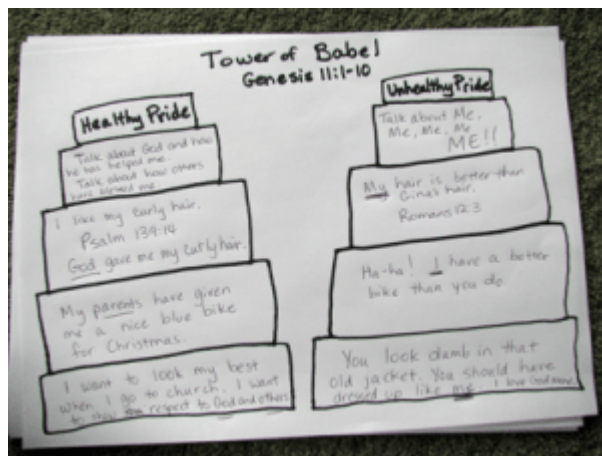 Tower of Babel
Genesis 11:1-10
Healthy Pride
Talk about God and how
he has helped me.
Talk about how others
have blessed me
I like my curly hair.
Psalm 139:14
God gave me my curly hair.
My parents have given
me a nice blue bike
for Christmas.
I want to look my best
when I go to church. I want
to show respect to God and others
Unhealthy Pride
Talk about Me,
Me, Me, Me
ME!!
My hair is better than
Gina's hair.
Romans 12:3
Ha-ha! I have a better
bike than you do.
You look dumb in that
old jacket. You should have
dressed up like me. I love God more.